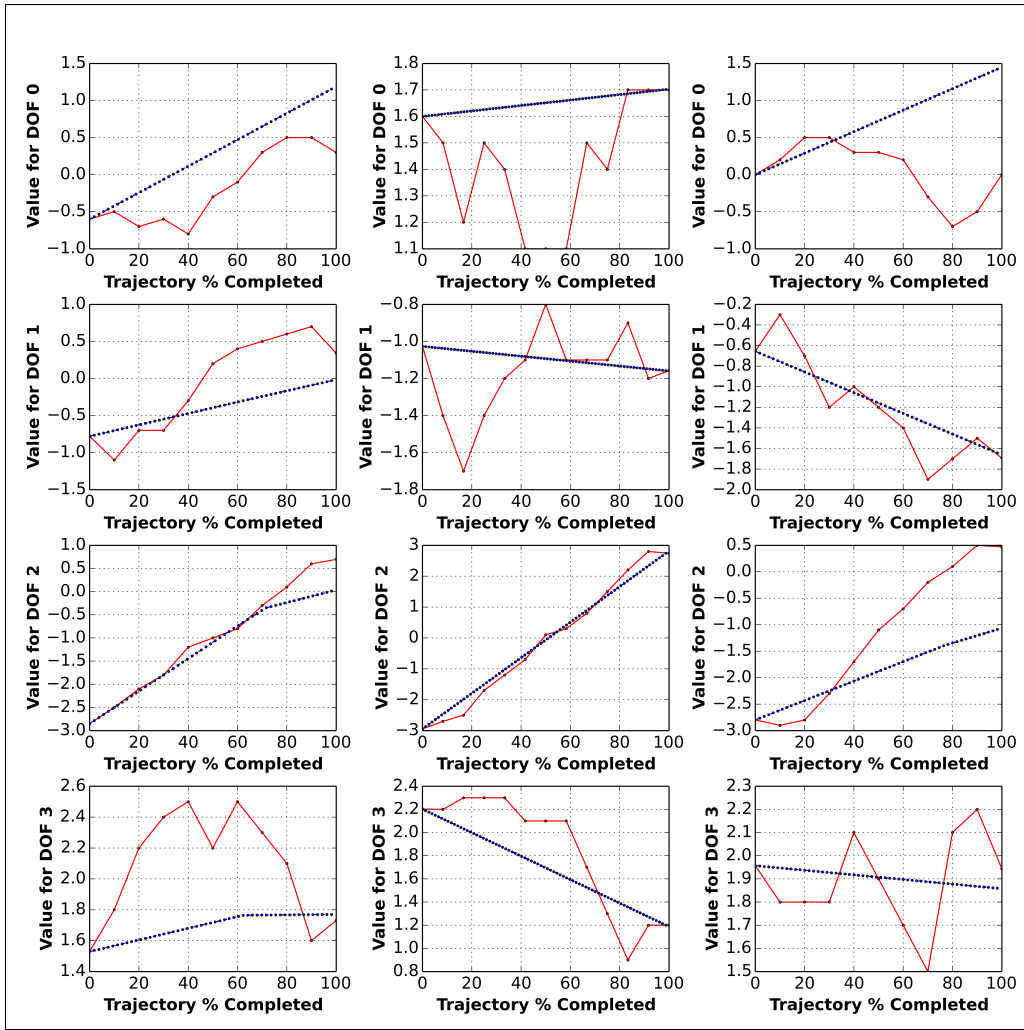 1.5
1.0
0.5
0.0
−0.5
−1.0
0 20 40 60 80 100
Trajectory % Completed
Value for DOF 0
1.8
1.7
1.6
1.5
1.4
1.3
1.2
1.1
0 20 40 60 80 100
Trajectory % Completed
Value for DOF 0
1.5
1.0
0.5
0.0
−0.5
−1.0
0 20 40 60 80 100
Trajectory % Completed
Value for DOF 0
1.0
0.5
0.0
−0.5
−1.0
−1.5
0 20 40 60 80 100
Trajectory % Completed
Value for DOF 1
−0.8
−1.0
−1.2
−1.4
−1.6
−1.8
0 20 40 60 80 100
Trajectory % Completed
Value for DOF 1
−0.2
−0.4
−0.6
−0.8
−1.0
−1.2
−1.4
−1.6
−1.8
−2.0
0 20 40 60 80 100
Trajectory % Completed
Value for DOF 1
1.0
0.5
0.0
−0.5
−1.0
−1.5
−2.0
−2.5
−3.0
0 20 40 60 80 100
Trajectory % Completed
Value for DOF 2
3
2
1
0
−1
−2
−3
0 20 40 60 80 100
Trajectory % Completed
Value for DOF 2
0.5
0.0
−0.5
−1.0
−1.5
−2.0
−2.5
−3.0
0 20 40 60 80 100
Trajectory % Completed
Value for DOF 2
2.6
2.4
2.2
2.0
1.8
1.6
1.4
0 20 40 60 80 100
Trajectory % Completed
Value for DOF 3
2.4
2.2
2.0
1.8
1.6
1.4
1.2
1.0
0.8
0 20 40 60 80 100
Trajectory % Completed
Value for DOF 3
2.3
2.2
2.1
2.0
1.9
1.8
1.7
1.6
1.5
0 20 40 60 80 100
Trajectory % Completed
Value for DOF 3